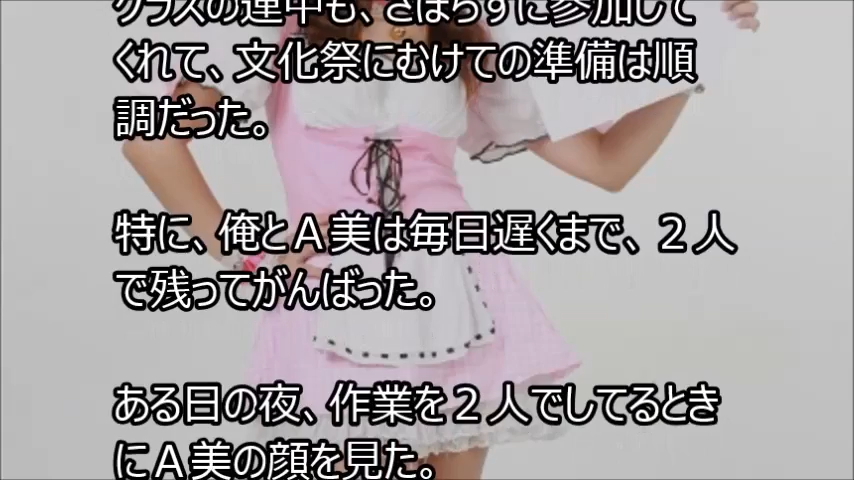 クラスの連中も、さぼらずに参加して
くれて、文化祭にむけての準備は順
調だった。
特に、俺とＡ美は毎日遅くまで、２人
で残ってがんばった。
ある日の夜、作業を２人でしてるとき
にＡ美の顔を見た。